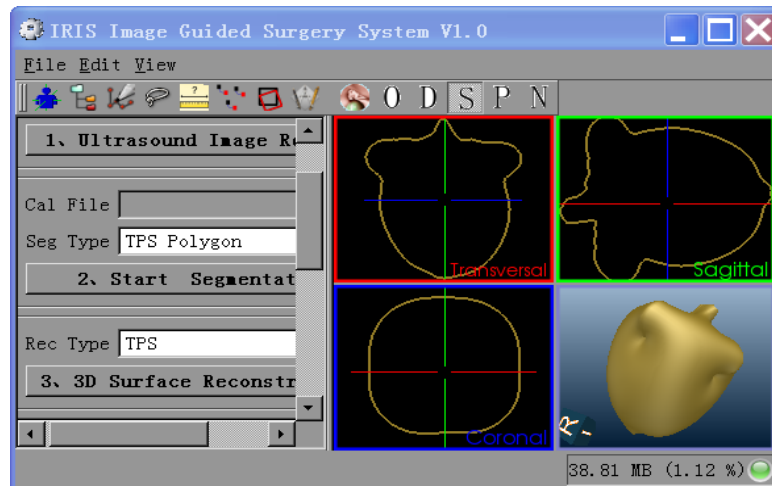 IRIS Image Guided Surgery System V1.0
File Edit View
O D S P N
1、Ultrasound Image R
Cal File
Seg Type TPS Polygon
2、Start Segmentat
Rec Type TPS
3、3D Surface Reconstr
Transversal
Sagittal
Coronal
R
38.81 MB (1.12 %)